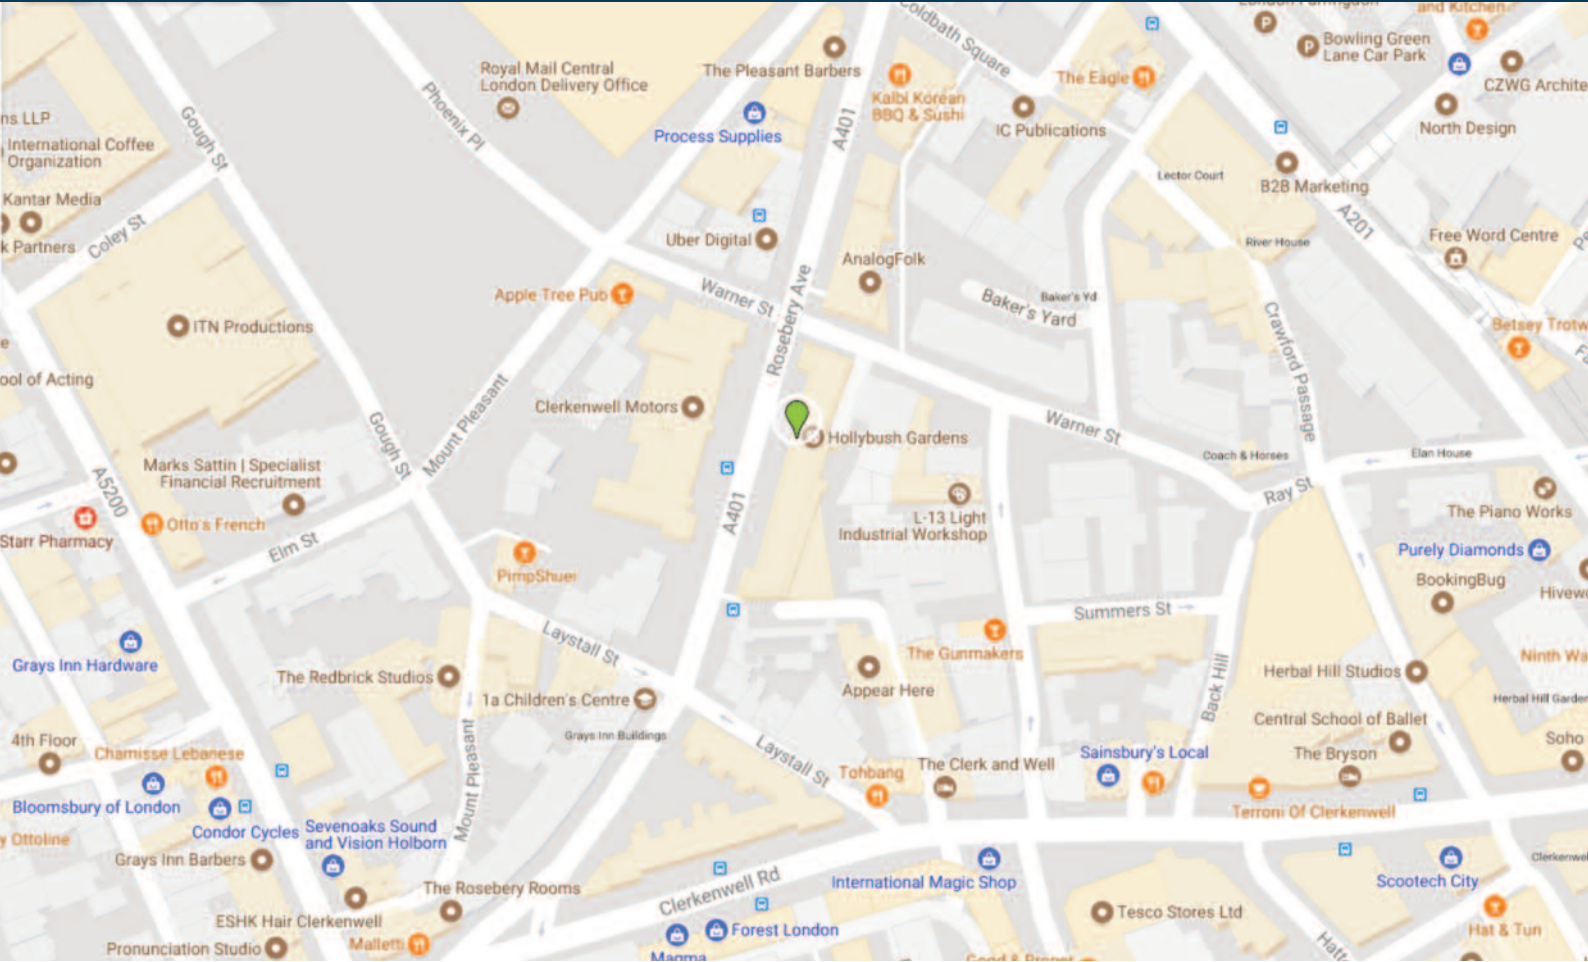 Coldbath Square
and Kitchen
Royal Mail Central
London Delivery Office
The Pleasant Barbers
The Eagle
Bowling Green
Lane Car Park
CZWG Archite
Kalbi Korean
BBQ & Sushi
Phoenix Pl
A401
Process Supplies
IC Publications
North Design
ns LLP
International Coffee
Organization
Gough St
Lector Court
B2B Marketing
Kantar Media
k Partners
Coley St
A201
Uber Digital
River House
Free Word Centre
AnalogFolk
Apple Tree Pub
Warner St
Rosebery Ave
Baker's Yard
Baker's Yd
ITN Productions
Betsey Trotw
Crawford Passage
ool of Acting
Mount Pleasant
Clerkenwell Motors
Gough St
Hollybush Gardens
Warner St
Coach & Horses
Elan House
A5200
Marks Sattin | Specialist
Financial Recruitment
Ray St
Otto's French
A401
L-13 Light
Industrial Workshop
The Piano Works
Starr Pharmacy
Elm St
Purely Diamonds
PimpShuei
BookingBug
Hivew
Summers St
Laystall St
Grays Inn Hardware
The Gunmakers
Ninth Wa
The Redbrick Studios
Appear Here
Herbal Hill Studios
1a Children's Centre
Back Hill
Herbal Hill Garden
Grays Inn Buildings
Central School of Ballet
4th Floor
Chamisse Lebanese
Mount Pleasant
Laystall St
Sainsbury's Local
The Bryson
Soho
Tohbang
The Clerk and Well
Bloomsbury of London
Terroni Of Clerkenwell
Condor Cycles
Sevenoaks Sound
and Vision Holborn
y Ottoline
Grays Inn Barbers
Clerkenwel
Clerkenwell Rd
International Magic Shop
Scootech City
The Rosebery Rooms
ESHK Hair Clerkenwell
Tesco Stores Ltd
Forest London
Hat & Tun
Pronunciation Studio
Malletti
Hatto
Magma